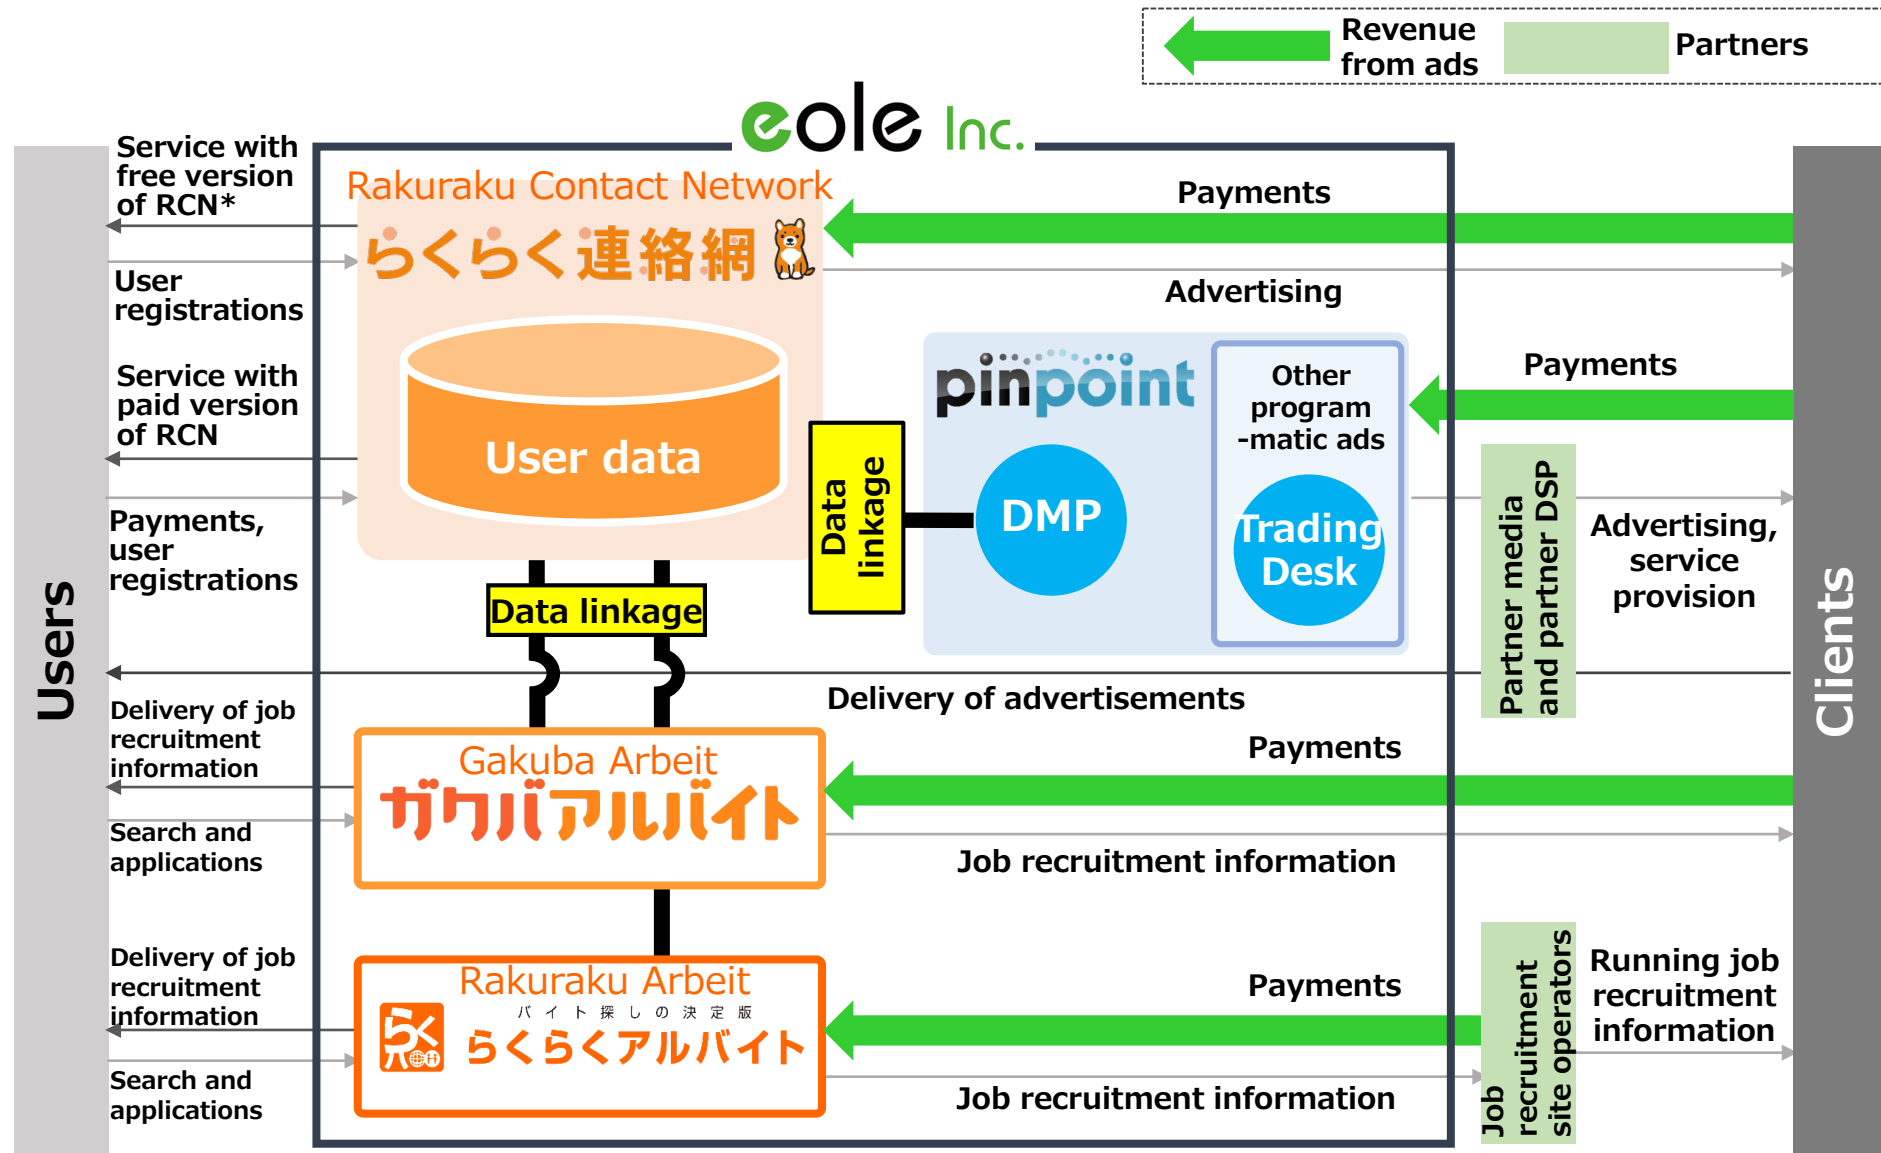 Revenue
from ads
Partners
eole Inc.
Users
Service with
free version
of RCN*
User
registrations
Service with
paid version
of RCN
Payments,
user
registrations
Delivery of job
recruitment
information
Search and
applications
Delivery of job
recruitment
information
Search and
applications
Rakuraku Contact Network
らくらく連絡網
User data
Data linkage
Data
linkage
pinpoint
DMP
Other
program
-matic ads
Trading
Desk
Payments
Advertising
Payments
Partner media
and partner DSP
Advertising,
service
provision
Delivery of advertisements
Gakuba Arbeit
ガクバアルバイト
Payments
Job recruitment information
Rakuraku Arbeit
バイト探しの決定版
らく
らくらくアルバイト
Payments
Job recruitment information
Job
recruitment
site operators
Running job
recruitment
information
Clients